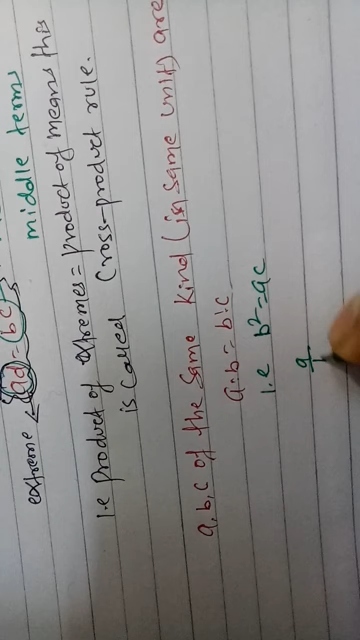 middle terms
extreme ad = bc
i.e product of extremes = product of means this
is called Cross-product rule.
a, b, c of the same kind (in same unit) are
a:b = b:c
i.e b² = ac
a